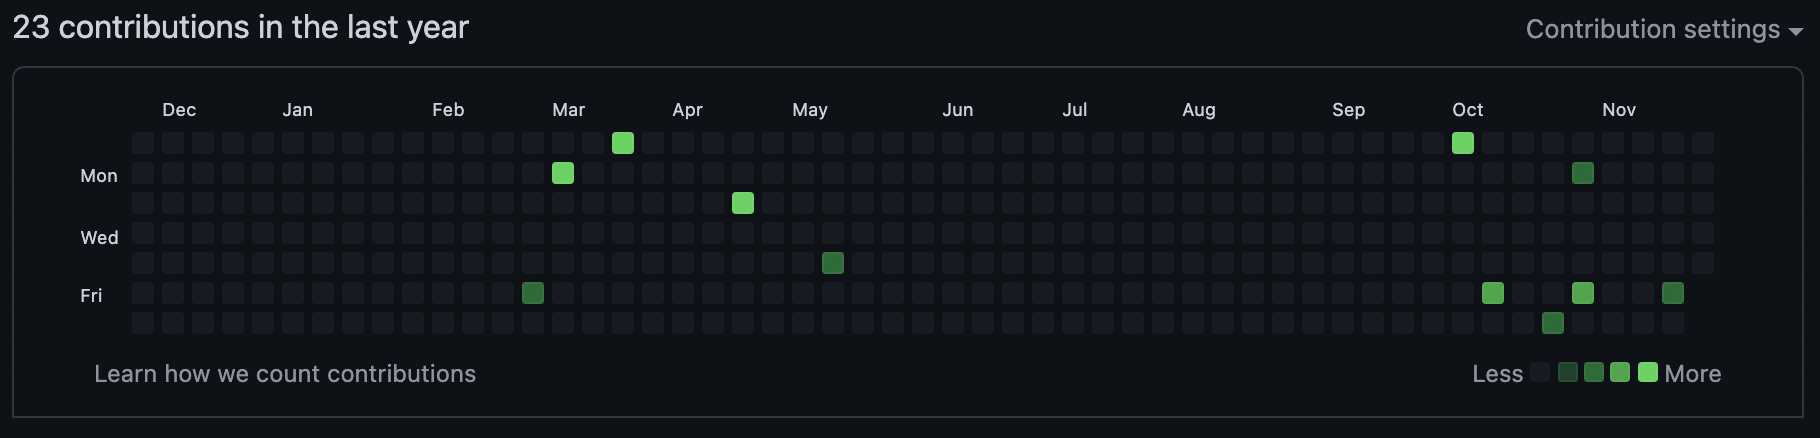 23 contributions in the last year
Contribution settings
Dec Jan Feb Mar Apr May Jun Jul Aug Sep Oct Nov
Mon
Wed
Fri
Learn how we count contributions
Less More